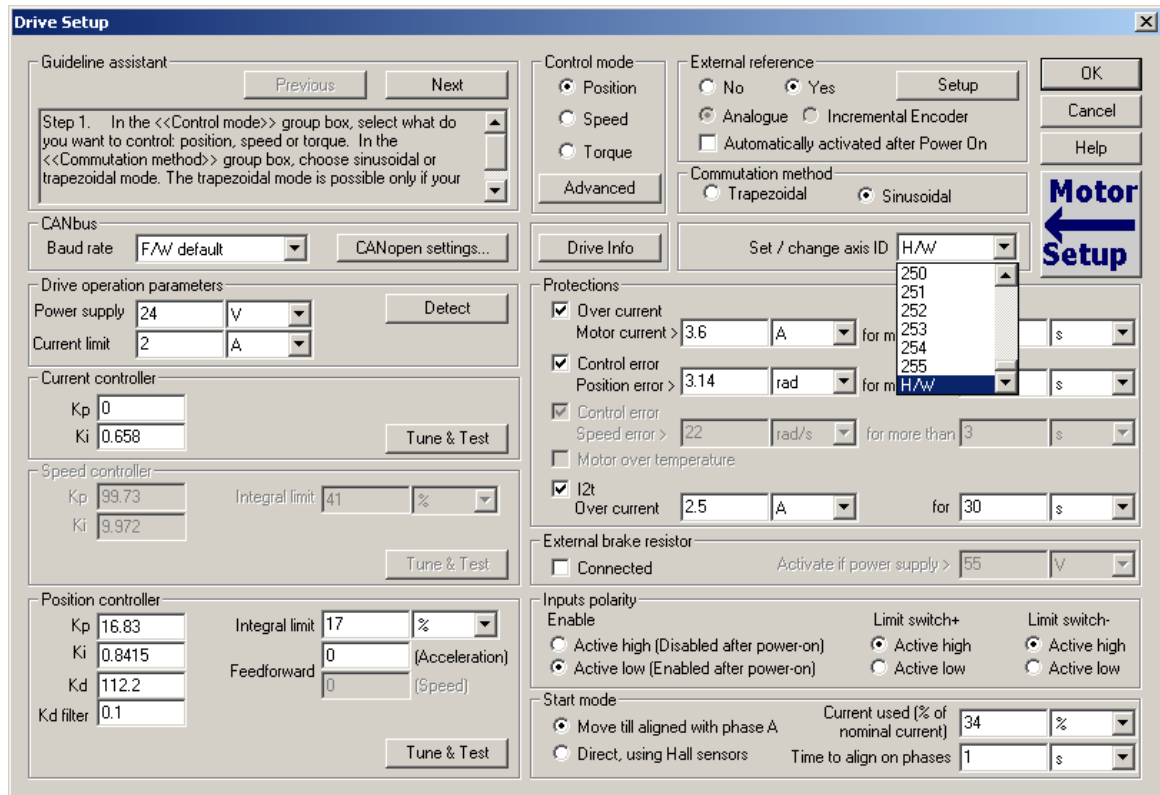 Drive Setup
Guideline assistant
Previous
Next
Step 1. In the <<Control mode>> group box, select what do
you want to control: position, speed or torque. In the
<<Commutation method>> group box, choose sinusoidal or
trapezoidal mode. The trapezoidal mode is possible only if your
Control mode
Position
Speed
Torque
Advanced
External reference
No Yes Setup
Analogue Incremental Encoder
Automatically activated after Power On
Commutation method
Trapezoidal Sinusoidal
OK
Cancel
Help
Motor
Setup
CANbus
Baud rate F/W default CANopen settings...
Drive Info
Set / change axis ID H/W
250
251
252
253
254
255
H/W
Drive operation parameters
Power supply 24 V Detect
Current limit 2 A
Current controller
Kp 0
Ki 0.658
Tune & Test
Speed controller
Kp 99.73 Integral limit 41 %
Ki 9.972
Tune & Test
Position controller
Kp 16.83 Integral limit 17 %
Ki 0.8415
Feedforward 0 (Acceleration)
0 (Speed)
Kd 112.2
Kd filter 0.1
Tune & Test
Protections
Over current
Motor current > 3.6 A for m s
Control error
Position error > 3.14 rad for m s
Control error
Speed error > 22 rad/s for more than 3 s
Motor over temperature
I2t
Over current 2.5 A for 30 s
External brake resistor
Connected Activate if power supply > 55 V
Inputs polarity
Enable Limit switch+ Limit switch-
Active high (Disabled after power-on) Active high Active high
Active low (Enabled after power-on) Active low Active low
Start mode
Move till aligned with phase A
Direct, using Hall sensors
Current used (% of
nominal current) 34 %
Time to align on phases 1 s